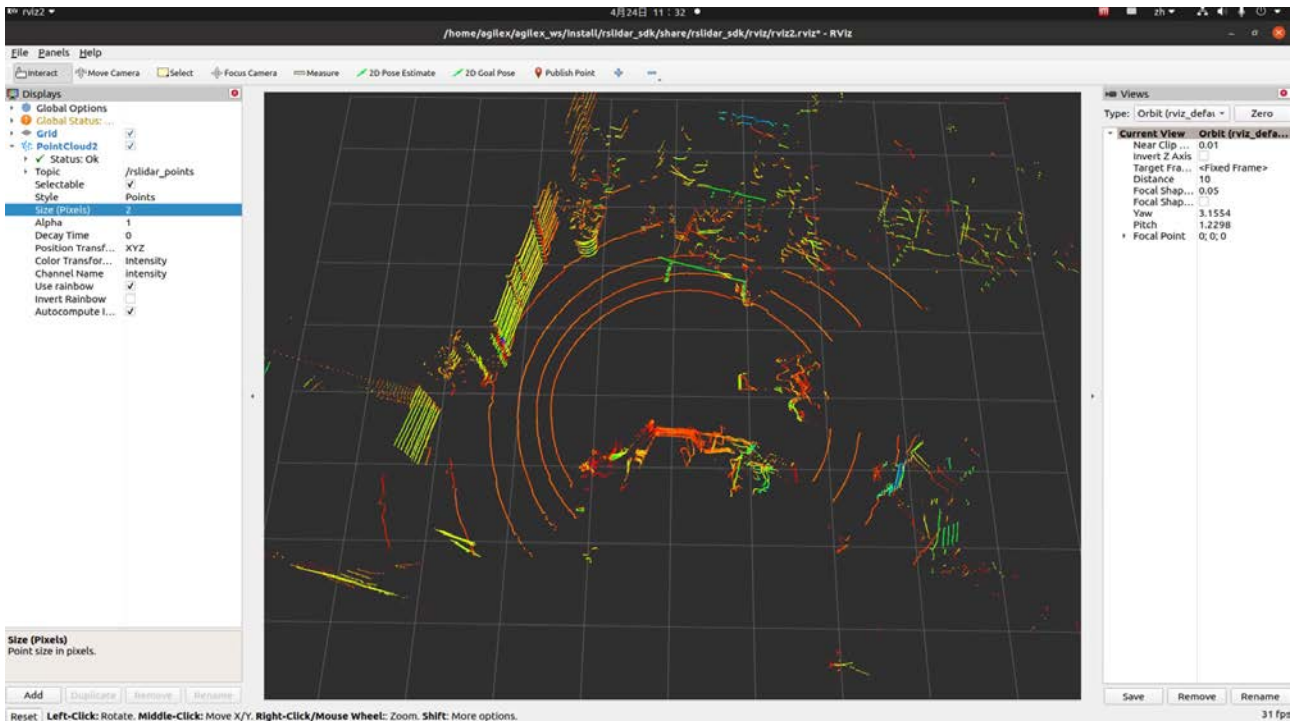 rviz2
4月24日 11:32
zh
/home/agilex/agilex_ws/install/rslidar_sdk/share/rslidar_sdk/rviz/rviz2.rviz* - RViz
File Panels Help
Interact Move Camera Select Focus Camera Measure 2D Pose Estimate 2D Goal Pose Publish Point
Displays
Global Options
Global Status: ...
Grid
PointCloud2
Status: Ok
Topic /rslidar_points
Selectable
Style Points
Size (Pixels) 2
Alpha 1
Decay Time 0
Position Transf... XYZ
Color Transfor... Intensity
Channel Name intensity
Use rainbow
Invert Rainbow
Autocompute I...
Size (Pixels)
Point size in pixels.
Add Duplicate Remove Rename
Views
Type: Orbit (rviz_defau Zero
Current View Orbit (rviz_defa...
Near Clip ... 0.01
Invert Z Axis
Target Fra... <Fixed Frame>
Distance 10
Focal Shap... 0.05
Focal Shap...
Yaw 3.1554
Pitch 1.2298
Focal Point 0; 0; 0
Save Remove Rename
Reset Left-Click: Rotate. Middle-Click: Move X/Y. Right-Click/Mouse Wheel:: Zoom. Shift: More options.
31 fps